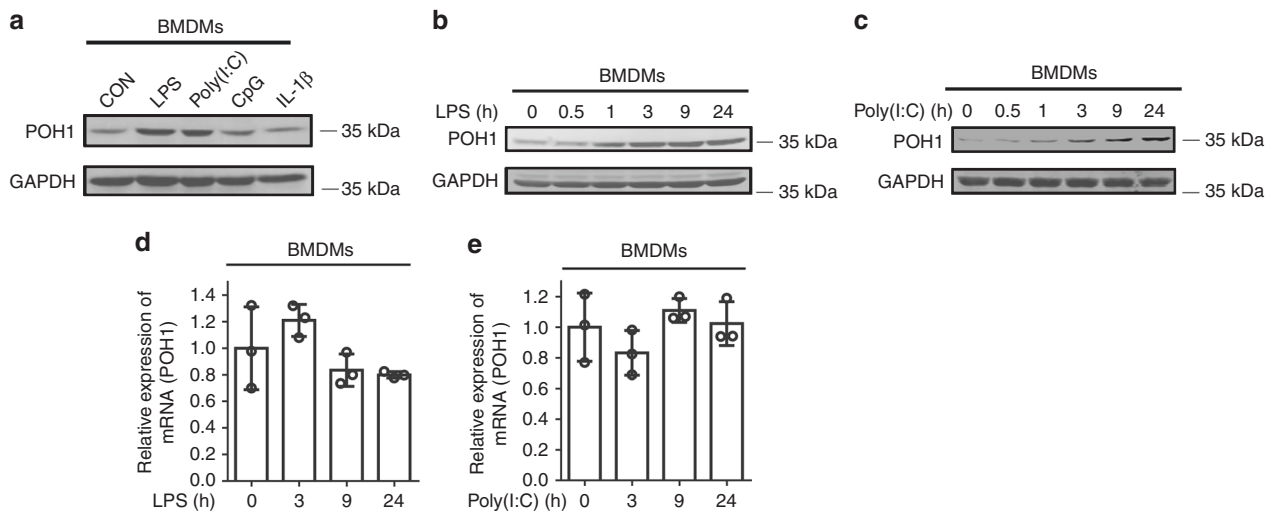 a
BMDMs
CON LPS Poly(I:C) CpG IL-1β
POH1 — 35 kDa
GAPDH — 35 kDa
b
BMDMs
LPS (h) 0 0.5 1 3 9 24
POH1 — 35 kDa
GAPDH — 35 kDa
c
BMDMs
Poly(I:C) (h) 0 0.5 1 3 9 24
POH1 — 35 kDa
GAPDH — 35 kDa
d
BMDMs
Relative expression of
mRNA (POH1)
1.4
1.2
1.0
0.8
0.6
0.4
0.2
0.0
LPS (h) 0 3 9 24
e
BMDMs
Relative expression of
mRNA (POH1)
1.2
1.0
0.8
0.6
0.4
0.2
0.0
Poly(I:C) (h) 0 3 9 24